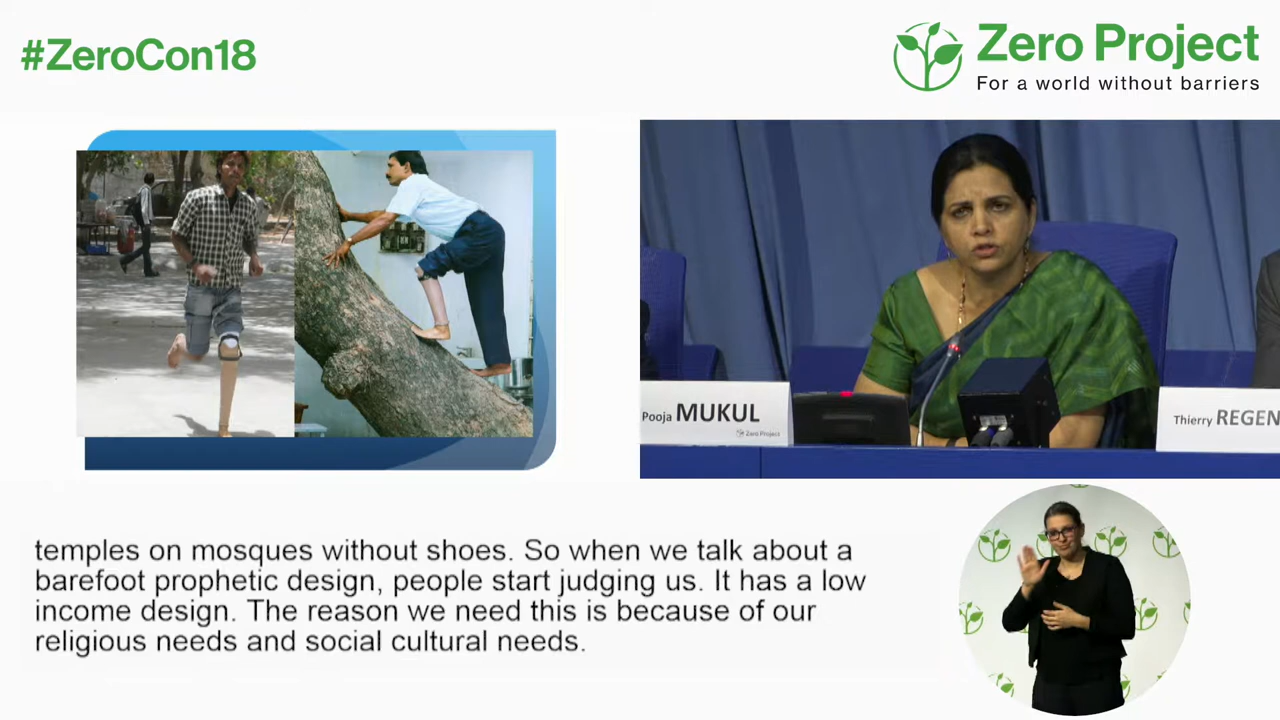 #ZeroCon18
Zero Project
For a world without barriers
Pooja MUKUL
Zero Project
Thierry REGEN
temples on mosques without shoes. So when we talk about a
barefoot prophetic design, people start judging us. It has a low
income design. The reason we need this is because of our
religious needs and social cultural needs.